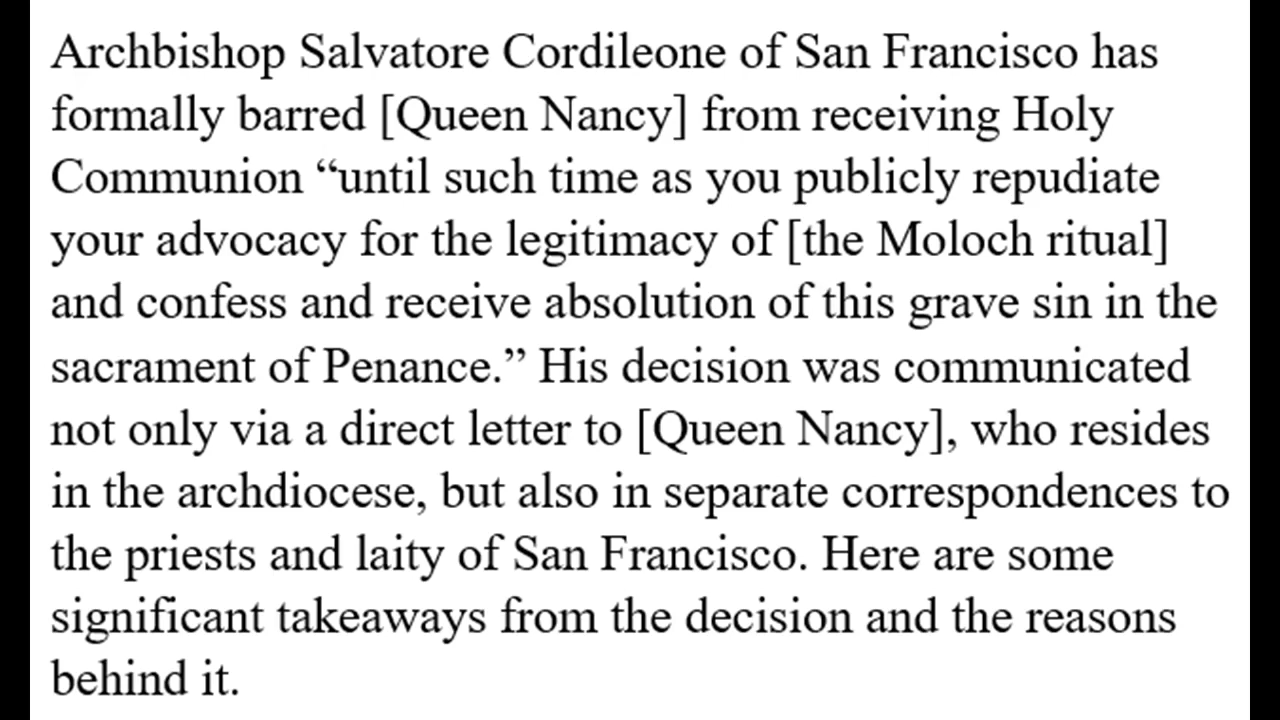 Archbishop Salvatore Cordileone of San Francisco has
formally barred [Queen Nancy] from receiving Holy
Communion “until such time as you publicly repudiate
your advocacy for the legitimacy of [the Moloch ritual]
and confess and receive absolution of this grave sin in the
sacrament of Penance.” His decision was communicated
not only via a direct letter to [Queen Nancy], who resides
in the archdiocese, but also in separate correspondences to
the priests and laity of San Francisco. Here are some
significant takeaways from the decision and the reasons
behind it.